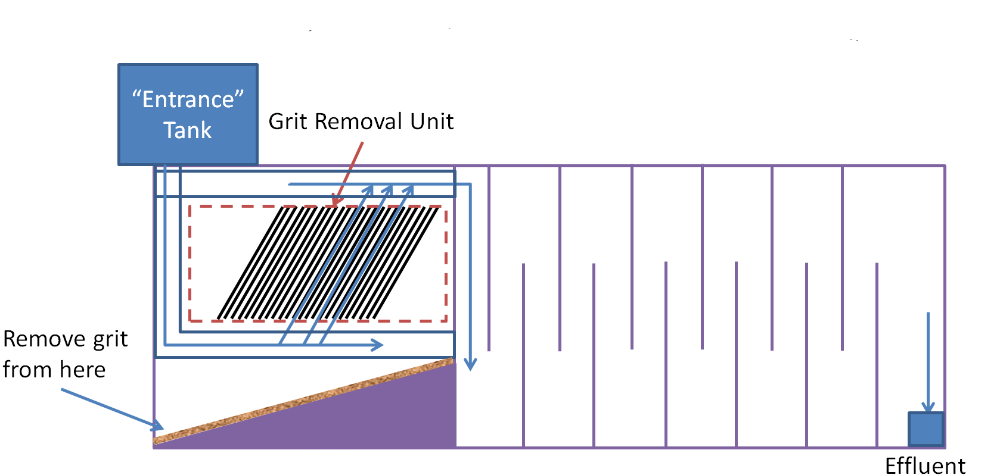 “Entrance”
Tank
Grit Removal Unit
Remove grit
from here
Effluent